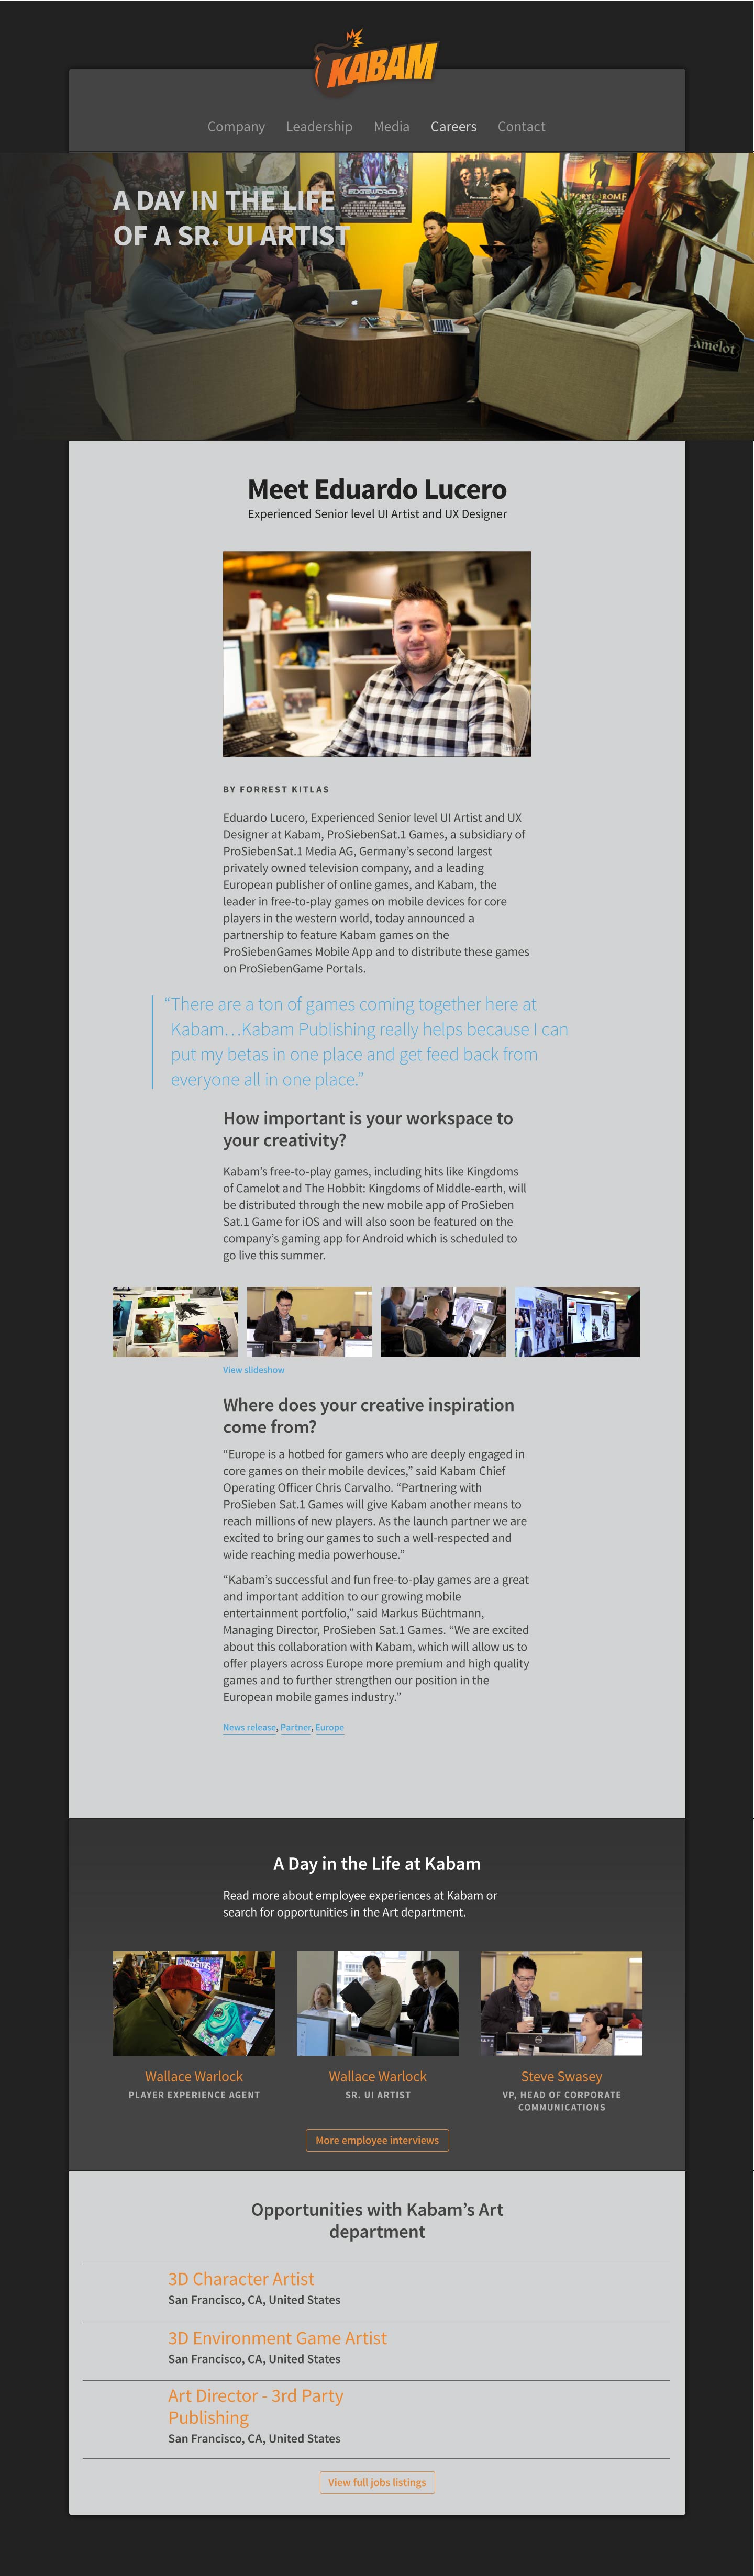 KABAM
Company Leadership Media Careers Contact
A DAY IN THE LIFE
OF A SR. UI ARTIST
EDGEWORLD
GLORY OF ROME
Camelot
Meet Eduardo Lucero
Experienced Senior level UI Artist and UX Designer
BY FORREST KITLAS
Eduardo Lucero, Experienced Senior level UI Artist and UX
Designer at Kabam, ProSiebenSat.1 Games, a subsidiary of
ProSiebenSat.1 Media AG, Germany’s second largest
privately owned television company, and a leading
European publisher of online games, and Kabam, the
leader in free-to-play games on mobile devices for core
players in the western world, today announced a
partnership to feature Kabam games on the
ProSiebenGames Mobile App and to distribute these games
on ProSiebenGame Portals.
“There are a ton of games coming together here at
Kabam…Kabam Publishing really helps because I can
put my betas in one place and get feed back from
everyone all in one place.”
How important is your workspace to
your creativity?
Kabam’s free-to-play games, including hits like Kingdoms
of Camelot and The Hobbit: Kingdoms of Middle-earth, will
be distributed through the new mobile app of ProSieben
Sat.1 Game for iOS and will also soon be featured on the
company’s gaming app for Android which is scheduled to
go live this summer.
View slideshow
Where does your creative inspiration
come from?
“Europe is a hotbed for gamers who are deeply engaged in
core games on their mobile devices,” said Kabam Chief
Operating Officer Chris Carvalho. “Partnering with
ProSieben Sat.1 Games will give Kabam another means to
reach millions of new players. As the launch partner we are
excited to bring our games to such a well-respected and
wide reaching media powerhouse.”
“Kabam’s successful and fun free-to-play games are a great
and important addition to our growing mobile
entertainment portfolio,” said Markus Büchtmann,
Managing Director, ProSieben Sat.1 Games. “We are excited
about this collaboration with Kabam, which will allow us to
offer players across Europe more premium and high quality
games and to further strengthen our position in the
European mobile games industry.”
News release, Partner, Europe
A Day in the Life at Kabam
Read more about employee experiences at Kabam or
search for opportunities in the Art department.
Wallace Warlock
PLAYER EXPERIENCE AGENT
Wallace Warlock
SR. UI ARTIST
Steve Swasey
VP, HEAD OF CORPORATE
COMMUNICATIONS
More employee interviews
Opportunities with Kabam’s Art
department
3D Character Artist
San Francisco, CA, United States
3D Environment Game Artist
San Francisco, CA, United States
Art Director - 3rd Party
Publishing
San Francisco, CA, United States
View full jobs listings